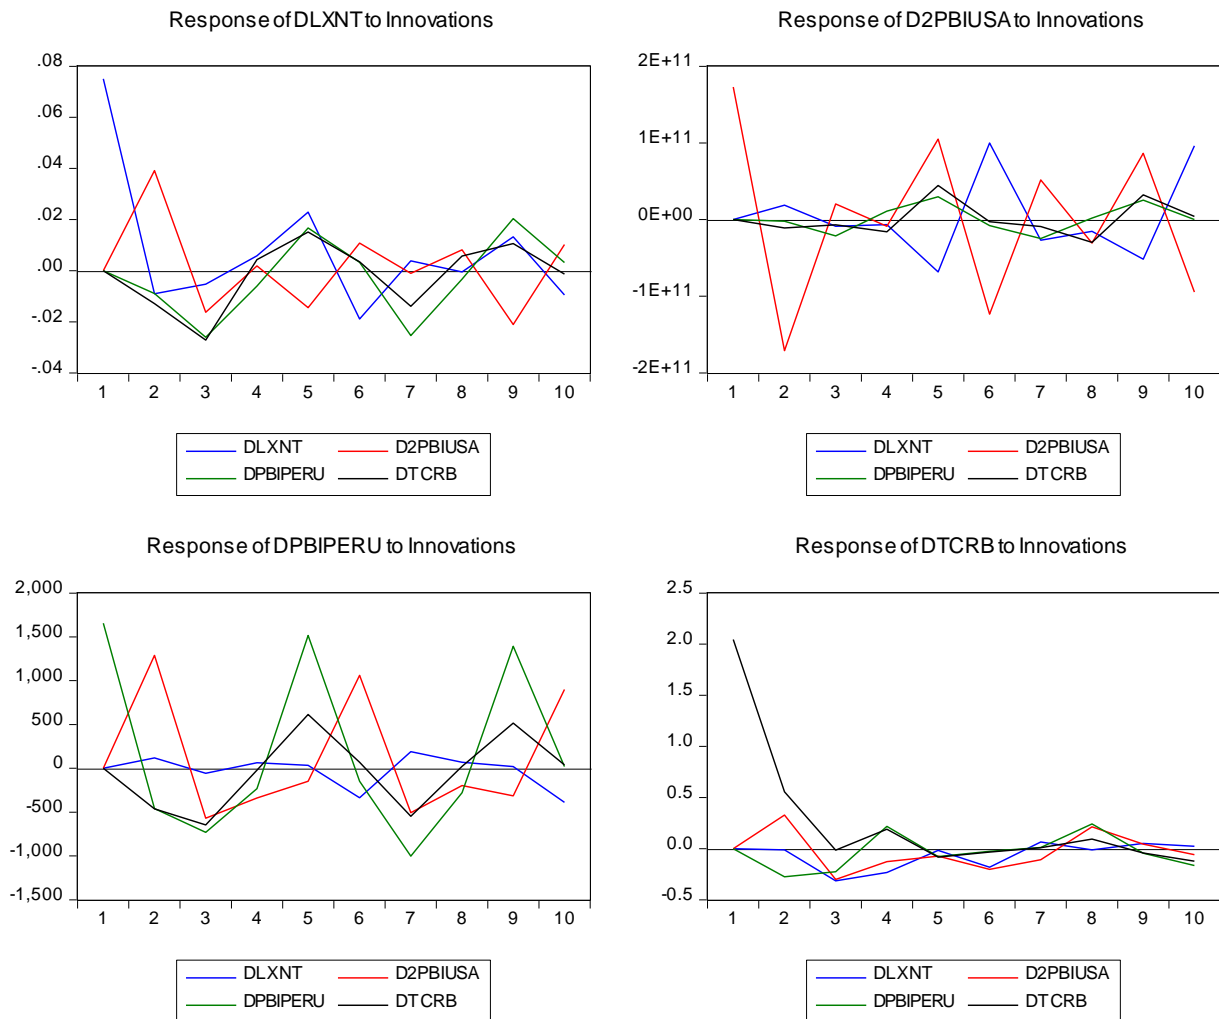 Response of DLXNT to Innovations
.08
.06
.04
.02
.00
-.02
-.04
1 2 3 4 5 6 7 8 9 10
DLXNT D2PBIUSA
DPBIPERU DTCRB
Response of D2PBIUSA to Innovations
2E+11
1E+11
0E+00
-1E+11
-2E+11
1 2 3 4 5 6 7 8 9 10
DLXNT D2PBIUSA
DPBIPERU DTCRB
Response of DPBIPERU to Innovations
2,000
1,500
1,000
500
0
-500
-1,000
-1,500
1 2 3 4 5 6 7 8 9 10
DLXNT D2PBIUSA
DPBIPERU DTCRB
Response of DTCRB to Innovations
2.5
2.0
1.5
1.0
0.5
0.0
-0.5
1 2 3 4 5 6 7 8 9 10
DLXNT D2PBIUSA
DPBIPERU DTCRB